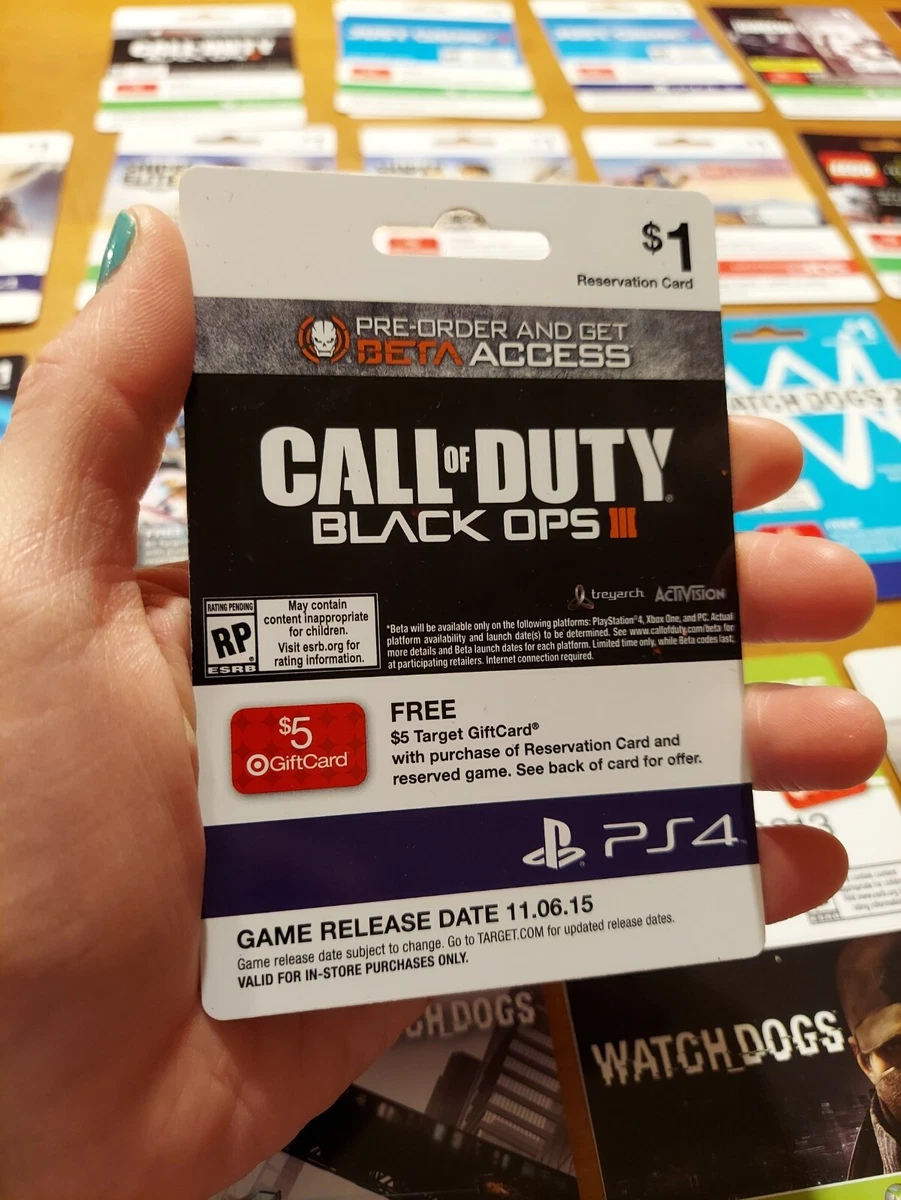 CALL OF DUTY
$1
Reservation Card
PRE-ORDER AND GET
BETA ACCESS
CALL OF DUTY®
BLACK OPS III
treyarch ACTIVISION
RATING PENDING
RP
ESRB
May contain
content inappropriate
for children.
Visit esrb.org for
rating information.
*Beta will be available only on the following platforms: PlayStation®4, Xbox One, and PC. Actual
platform availability and launch date(s) to be determined. See www.callofduty.com/beta for
more details and Beta launch dates for each platform. Limited time only, while Beta codes last,
at participating retailers. Internet connection required.
$5
GiftCard
FREE
$5 Target GiftCard®
with purchase of Reservation Card and
reserved game. See back of card for offer.
PS4
GAME RELEASE DATE 11.06.15
Game release date subject to change. Go to TARGET.COM for updated release dates.
VALID FOR IN-STORE PURCHASES ONLY.
LEGO
WATCH DOGS 2
CH_DOGS
WATCH_DOGS